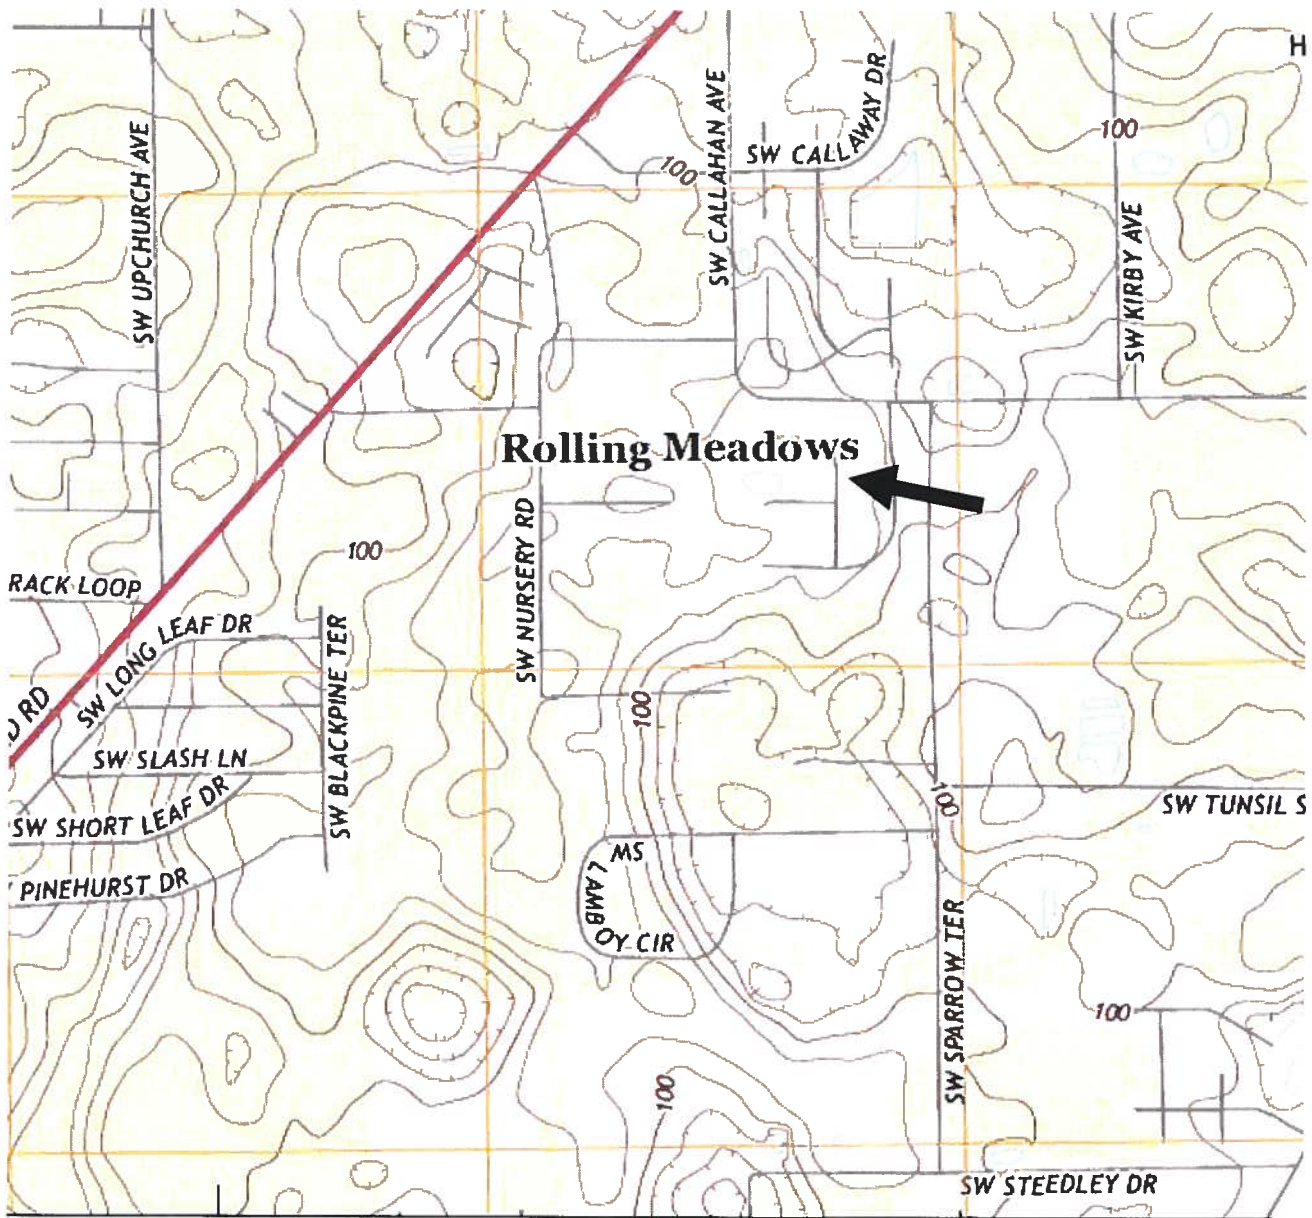 H
SW UPCHURCH AVE
SW CALLAHAN AVE
SW CALLAWAY DR
100
100
SW KIRBY AVE
Rolling Meadows
SW NURSERY RD
100
RACK LOOP
SW LONG LEAF DR
SW BLACKPINE TER
D RD
100
SW SLASH LN
SW SHORT LEAF DR
100
SW TUNSIL S
PINEHURST DR
SW LAMBOY CIR
SW SPARROW TER
100
100
SW STEEDLEY DR